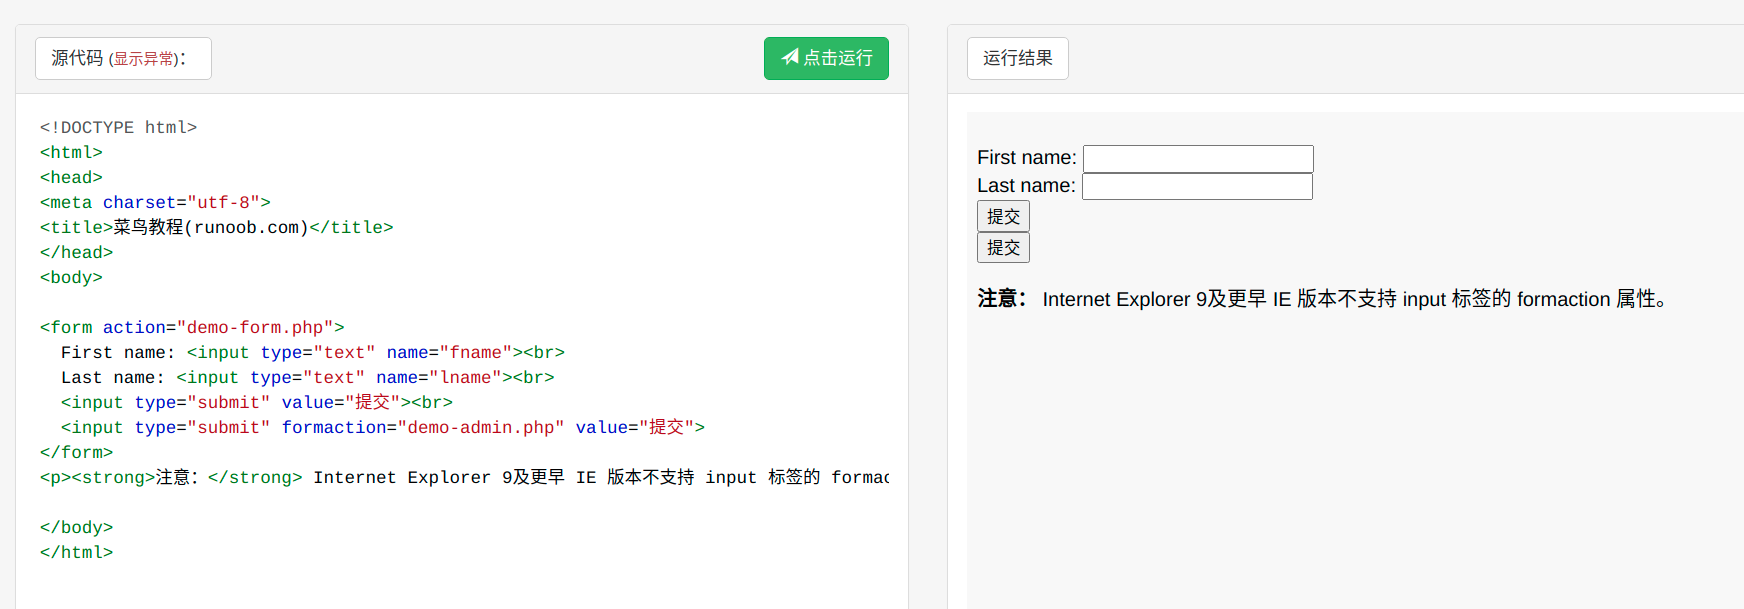 源代码 (显示异常)：
点击运行
<!DOCTYPE html>
<html>
<head>
<meta charset="utf-8">
<title>菜鸟教程(runoob.com)</title>
</head>
<body>
<form action="demo-form.php">
First name: <input type="text" name="fname"><br>
Last name: <input type="text" name="lname"><br>
<input type="submit" value="提交"><br>
<input type="submit" formaction="demo-admin.php" value="提交">
</form>
<p><strong>注意：</strong> Internet Explorer 9及更早 IE 版本不支持 input 标签的 formac
</body>
</html>
运行结果
First name:
Last name:
提交
提交
注意： Internet Explorer 9及更早 IE 版本不支持 input 标签的 formaction 属性。